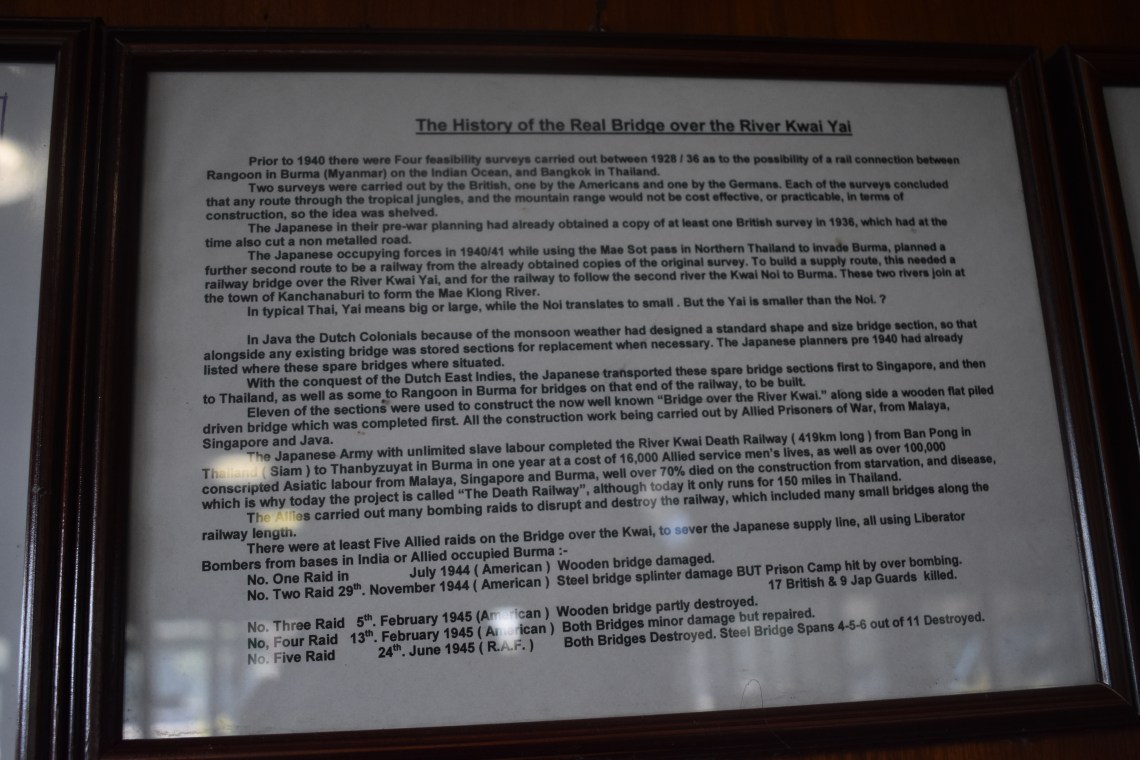 The History of the Real Bridge over the River Kwai Yai
Prior to 1940 there were Four feasibility surveys carried out between 1928 / 36 as to the possibility of a rail connection between
Rangoon in Burma (Myanmar) on the Indian Ocean, and Bangkok in Thailand.
Two surveys were carried out by the British, one by the Americans and one by the Germans. Each of the surveys concluded
that any route through the tropical jungles, and the mountain range would not be cost effective, or practicable, in terms of
construction, so the idea was shelved.
The Japanese in their pre-war planning had already obtained a copy of at least one British survey in 1936, which had at the
time also cut a non metalled road.
The Japanese occupying forces in 1940/41 while using the Mae Sot pass in Northern Thailand to invade Burma, planned a
further second route to be a railway from the already obtained copies of the original survey. To build a supply route, this needed a
railway bridge over the River Kwai Yai, and for the railway to follow the second river the Kwai Noi to Burma. These two rivers join at
the town of Kanchanaburi to form the Mae Klong River.
In typical Thai, Yai means big or large, while the Noi translates to small . But the Yai is smaller than the Noi. ?
In Java the Dutch Colonials because of the monsoon weather had designed a standard shape and size bridge section, so that
alongside any existing bridge was stored sections for replacement when necessary. The Japanese planners pre 1940 had already
listed where these spare bridges where situated.
With the conquest of the Dutch East Indies, the Japanese transported these spare bridge sections first to Singapore, and then
to Thailand, as well as some to Rangoon in Burma for bridges on that end of the railway, to be built.
Eleven of the sections were used to construct the now well known “Bridge over the River Kwai.” along side a wooden flat piled
driven bridge which was completed first. All the construction work being carried out by Allied Prisoners of War, from Malaya,
Singapore and Java.
The Japanese Army with unlimited slave labour completed the River Kwai Death Railway ( 419km long ) from Ban Pong in
Thailand ( Siam ) to Thanbyzuyat in Burma in one year at a cost of 16,000 Allied service men's lives, as well as over 100,000
conscripted Asiatic labour from Malaya, Singapore and Burma, well over 70% died on the construction from starvation, and disease,
which is why today the project is called “The Death Railway”, although today it only runs for 150 miles in Thailand.
The Allies carried out many bombing raids to disrupt and destroy the railway, which included many small bridges along the
railway length.
There were at least Five Allied raids on the Bridge over the Kwai, to sever the Japanese supply line, all using Liberator
Bombers from bases in India or Allied occupied Burma :-
No. One Raid in July 1944 ( American ) Wooden bridge damaged.
No. Two Raid 29th. November 1944 ( American ) Steel bridge splinter damage BUT Prison Camp hit by over bombing.
17 British & 9 Jap Guards killed.
No. Three Raid 5th. February 1945 (American ) Wooden bridge partly destroyed.
No, Four Raid 13th. February 1945 ( American ) Both Bridges minor damage but repaired.
No. Five Raid 24th. June 1945 ( R.A.F. ) Both Bridges Destroyed. Steel Bridge Spans 4-5-6 out of 11 Destroyed.